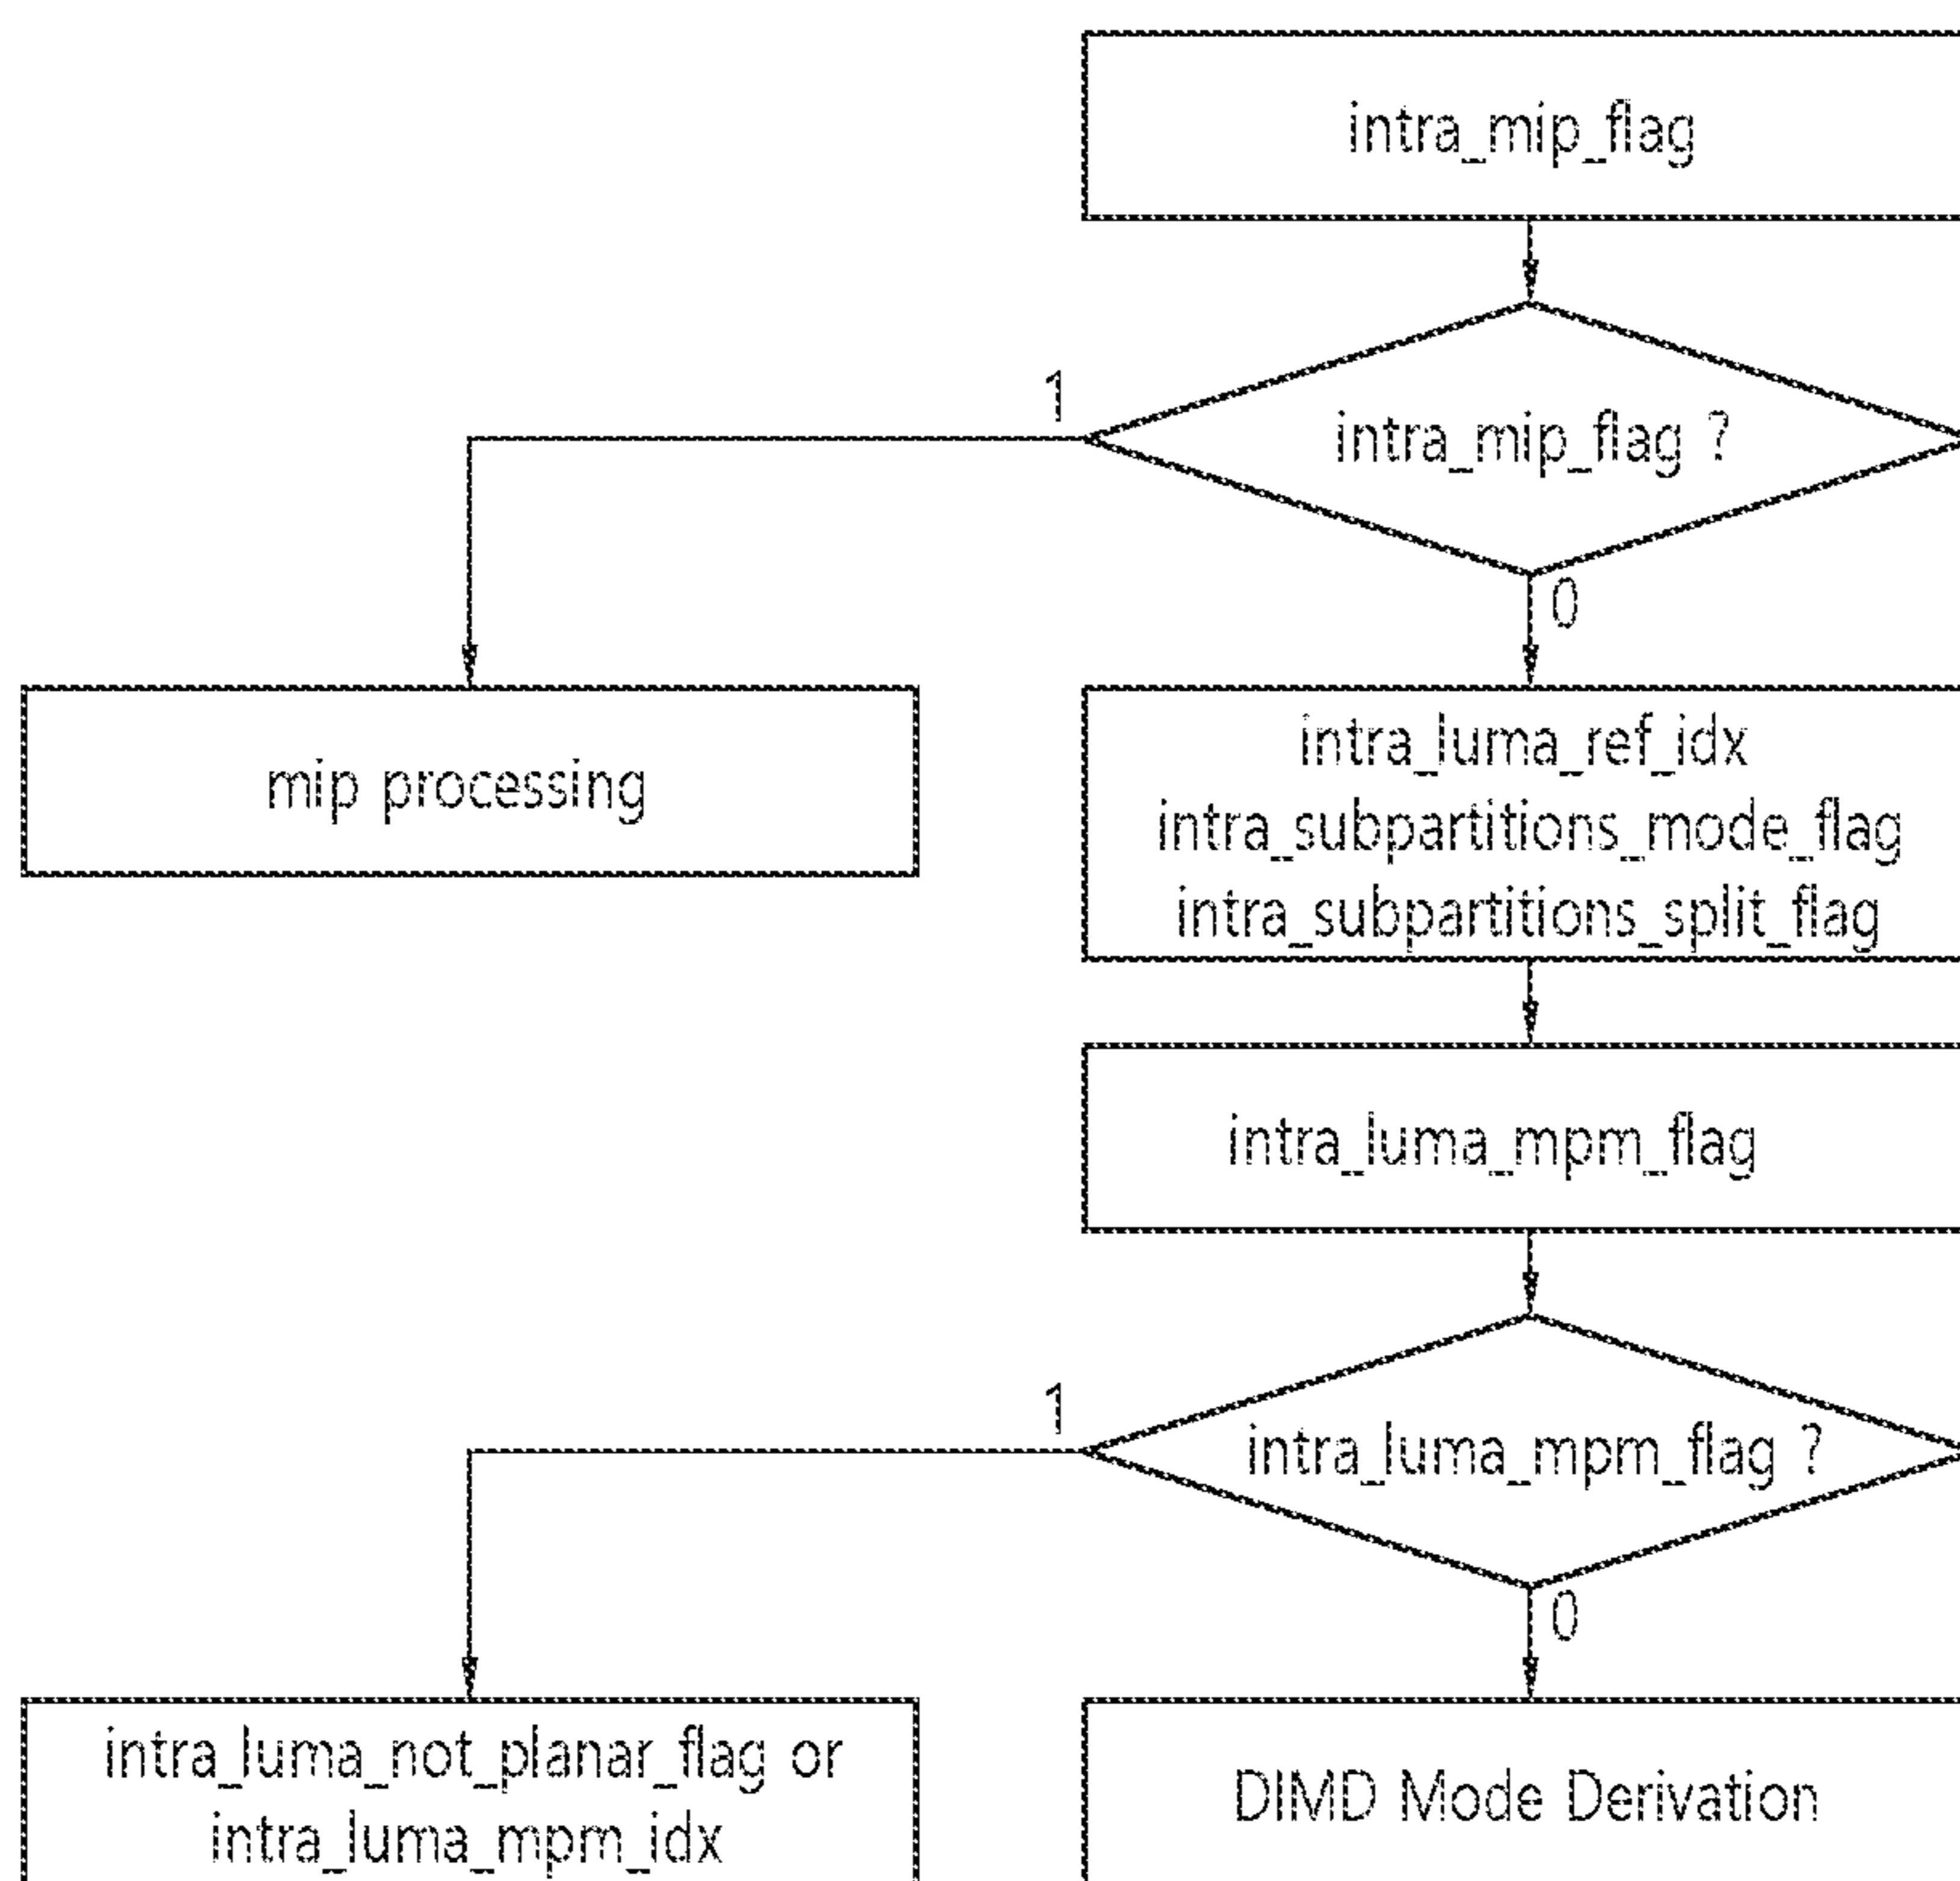 intra_mip_flag
1
intra_mip_flag ?
0
mip processing
intra_luma_ref_idx
intra_subpartitions_mode_flag
intra_subpartitions_split_flag
intra_luma_mpm_flag
1
intra_luma_mpm_flag ?
0
intra_luma_not_planar_flag or
intra_luma_mpm_idx
DIMD Mode Derivation